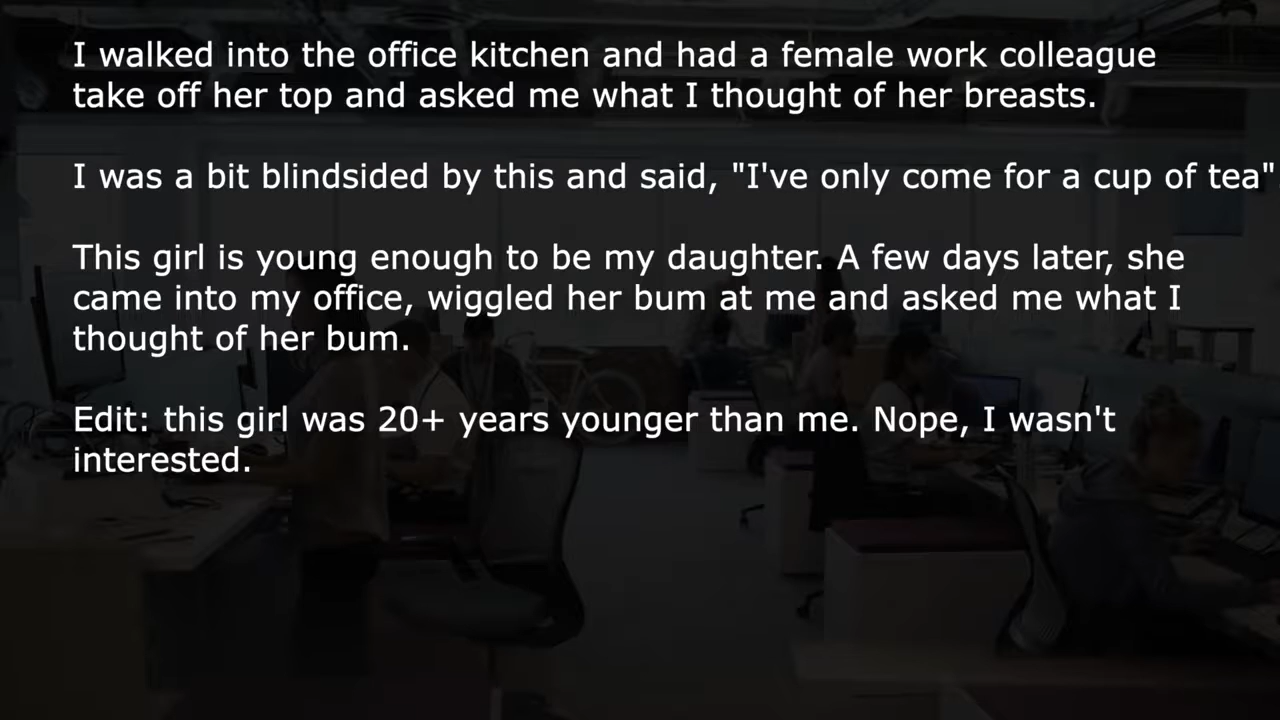 I walked into the office kitchen and had a female work colleague
take off her top and asked me what I thought of her breasts.
I was a bit blindsided by this and said, "I've only come for a cup of tea"
This girl is young enough to be my daughter. A few days later, she
came into my office, wiggled her bum at me and asked me what I
thought of her bum.
Edit: this girl was 20+ years younger than me. Nope, I wasn't
interested.